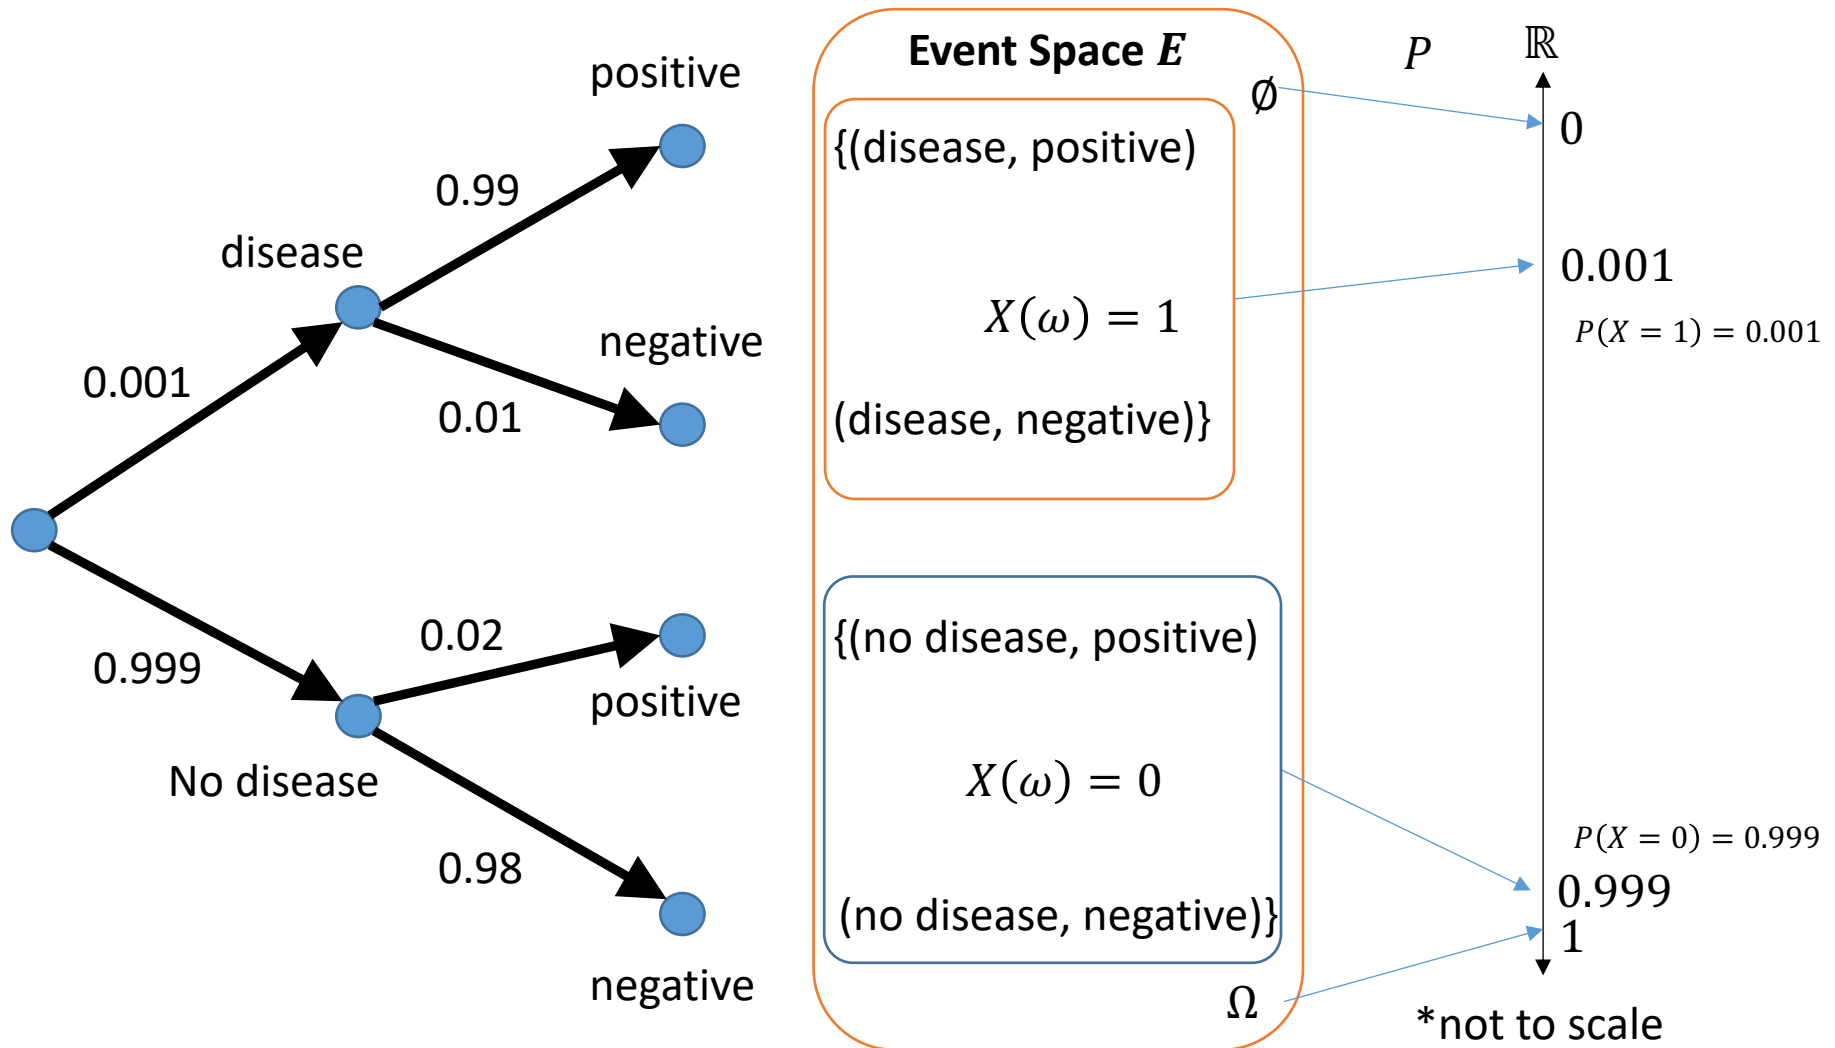 positive
0.99
disease
negative
0.001
0.01
0.02
0.999
positive
No disease
0.98
negative
Event Space E
∅
{(disease, positive)
X(ω) = 1
(disease, negative)}
{(no disease, positive)
X(ω) = 0
(no disease, negative)}
Ω
P
ℝ
0
0.001
P(X = 1) = 0.001
P(X = 0) = 0.999
0.999
1
*not to scale